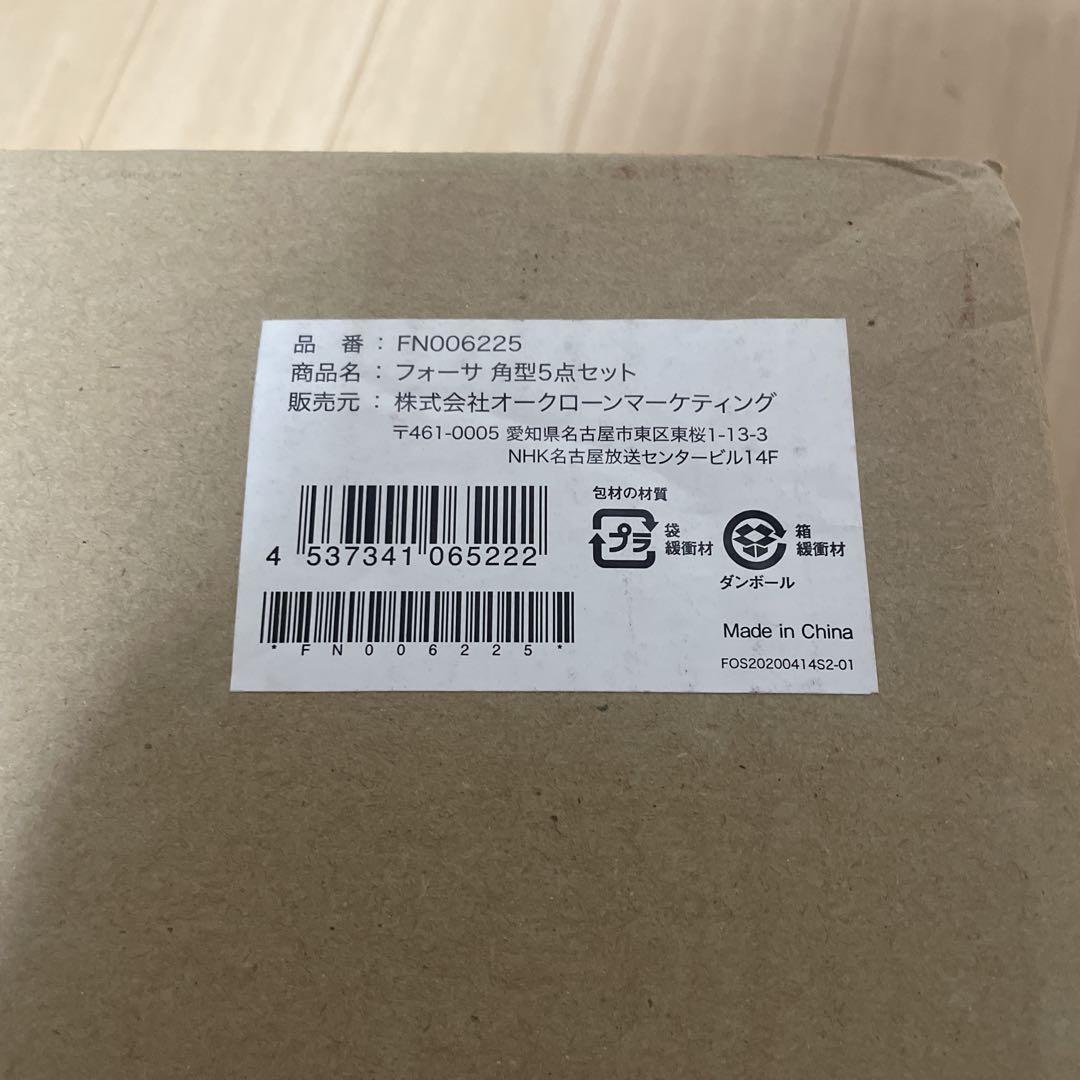 品 番 : FN006225
商品名 : フォーサ 角型5点セット
販売元 : 株式会社オークローンマーケティング
〒461-0005 愛知県名古屋市東区東桜1-13-3
NHK名古屋放送センタービル14F
包材の材質
プラ 袋 緩衝材
箱 緩衝材
ダンボール
4 537341 065222
*FN006225*
Made in China
FOS20200414S2-01